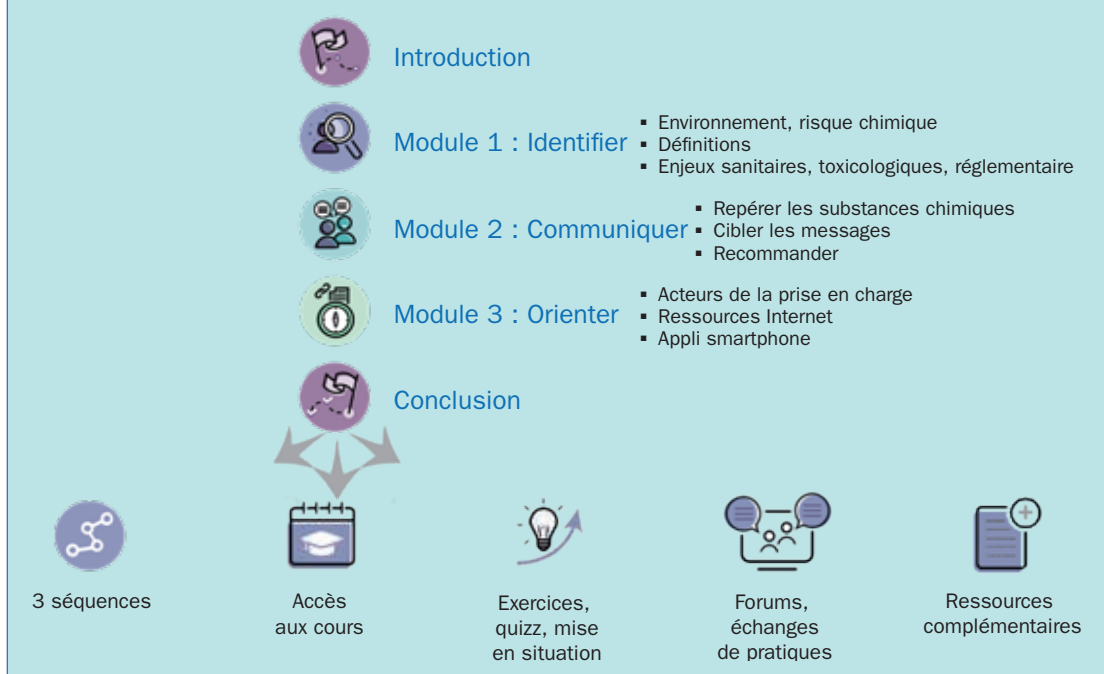 Introduction
Module 1 : Identifier
▪ Environnement, risque chimique
▪ Définitions
▪ Enjeux sanitaires, toxicologiques, réglementaire
Module 2 : Communiquer
▪ Repérer les substances chimiques
▪ Cibler les messages
▪ Recommander
Module 3 : Orienter
▪ Acteurs de la prise en charge
▪ Ressources Internet
▪ Appli smartphone
Conclusion
3 séquences
Accès
aux cours
Exercices,
quizz, mise
en situation
Forums,
échanges
de pratiques
Ressources
complémentaires